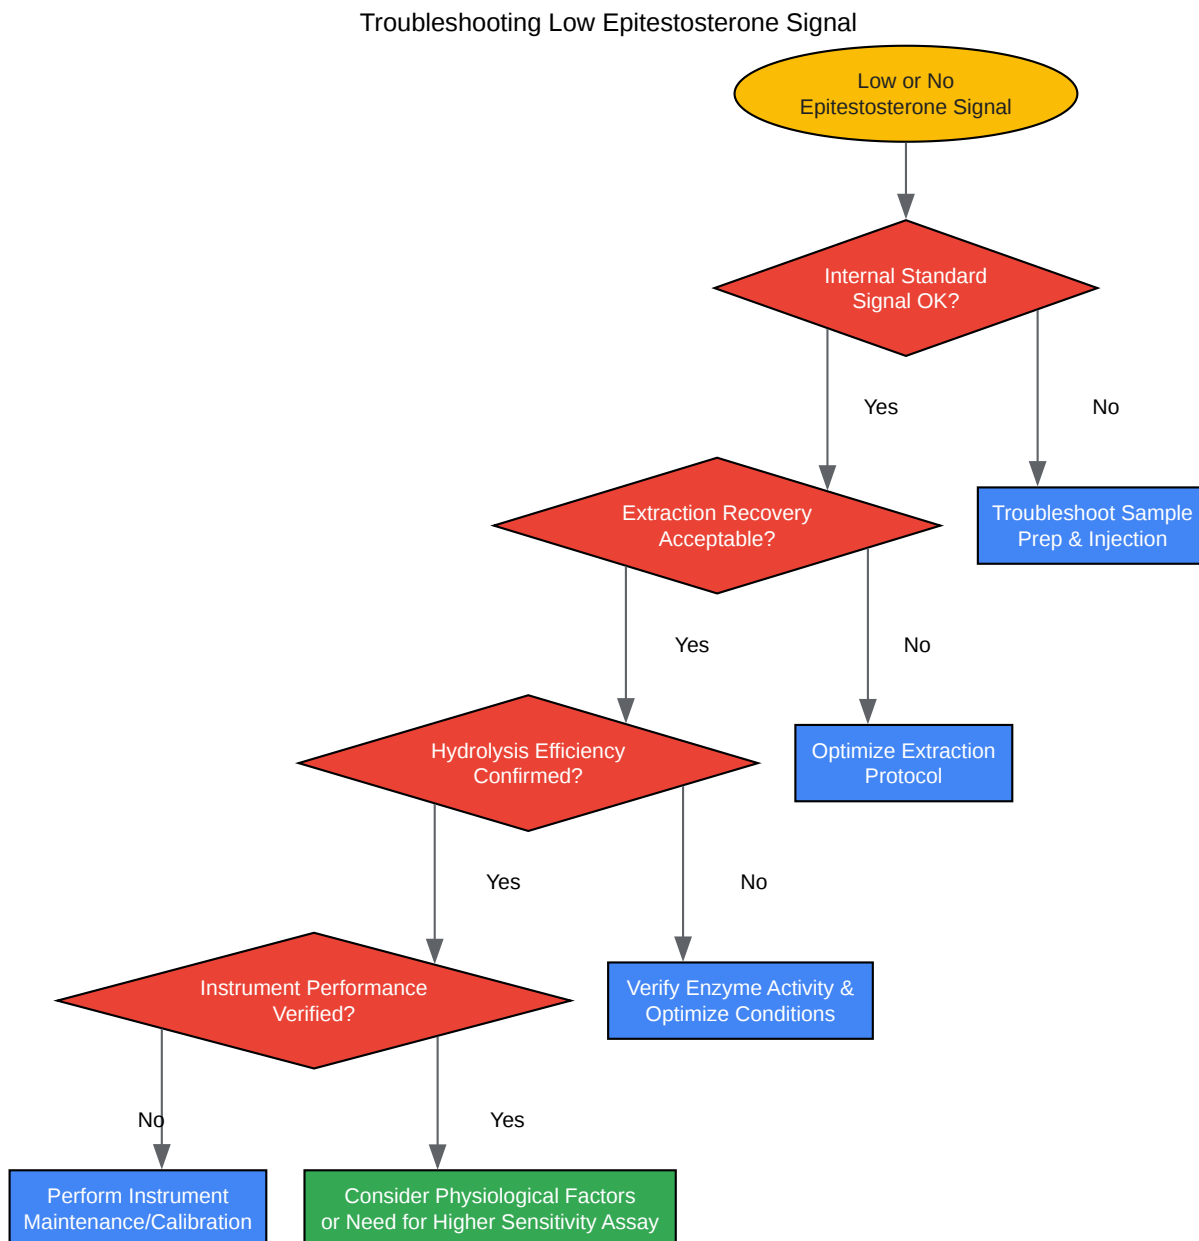 Troubleshooting Low Epitestosterone Signal
Low or No
Epitestosterone Signal
Internal Standard
Signal OK?
Yes
No
Extraction Recovery
Acceptable?
Troubleshoot Sample
Prep & Injection
Yes
No
Hydrolysis Efficiency
Confirmed?
Optimize Extraction
Protocol
Yes
No
Instrument Performance
Verified?
Verify Enzyme Activity &
Optimize Conditions
No
Yes
Perform Instrument
Maintenance/Calibration
Consider Physiological Factors
or Need for Higher Sensitivity Assay